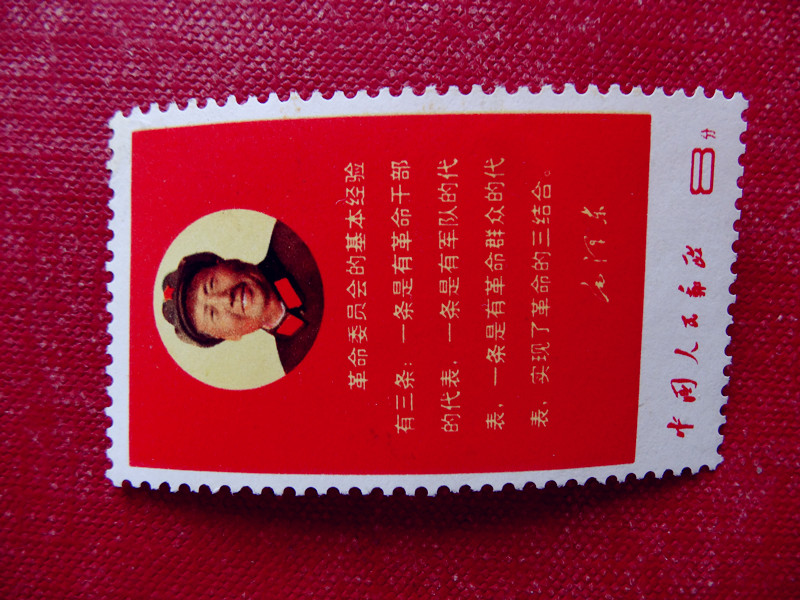 革命委员会的基本经验
有三条：一条是有革命干部
的代表，一条是有军队的代
表，一条是有革命群众的代
表，实现了革命的三结合。
毛泽东
中国人民邮政
8分